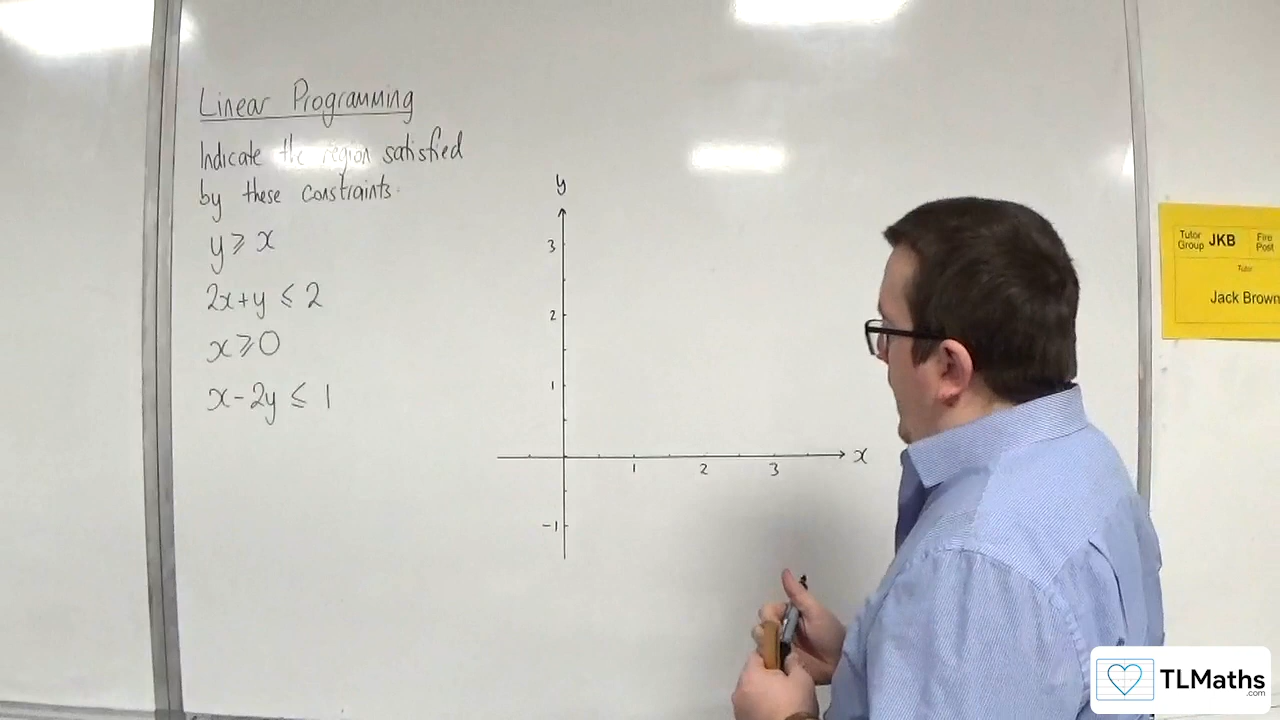 Linear Programming
Indicate the region satisfied
by these constraints.
y ⩾ x
2x+y ⩽ 2
x ⩾ 0
x-2y ⩽ 1
y
3
2
1
-1
1 2 3
x
Tutor Group JKB Fire Post
Tutor
Jack Brown
TLMaths
.com